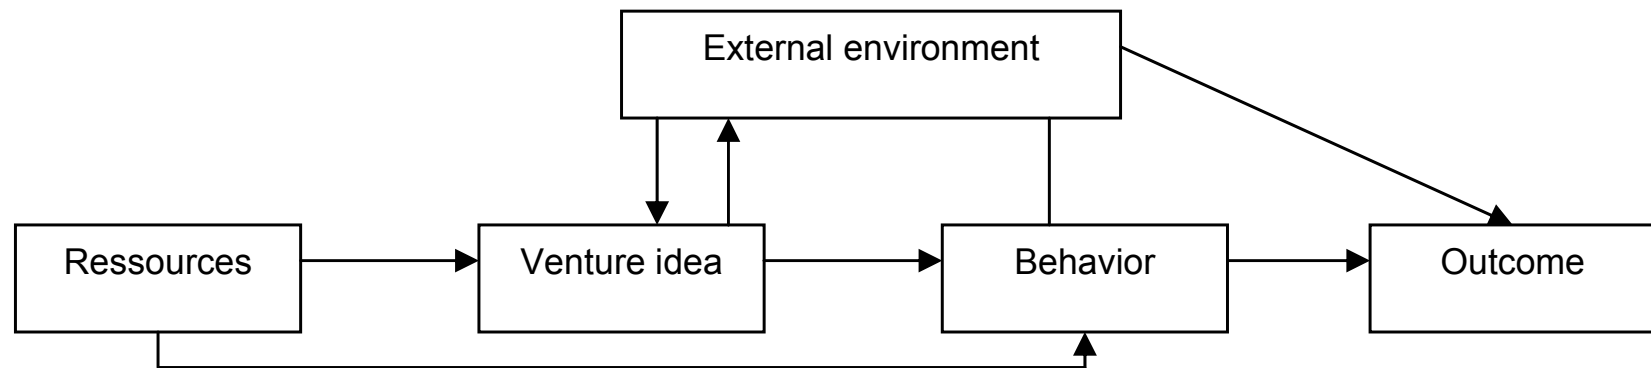 External environment
Ressources
Venture idea
Behavior
Outcome